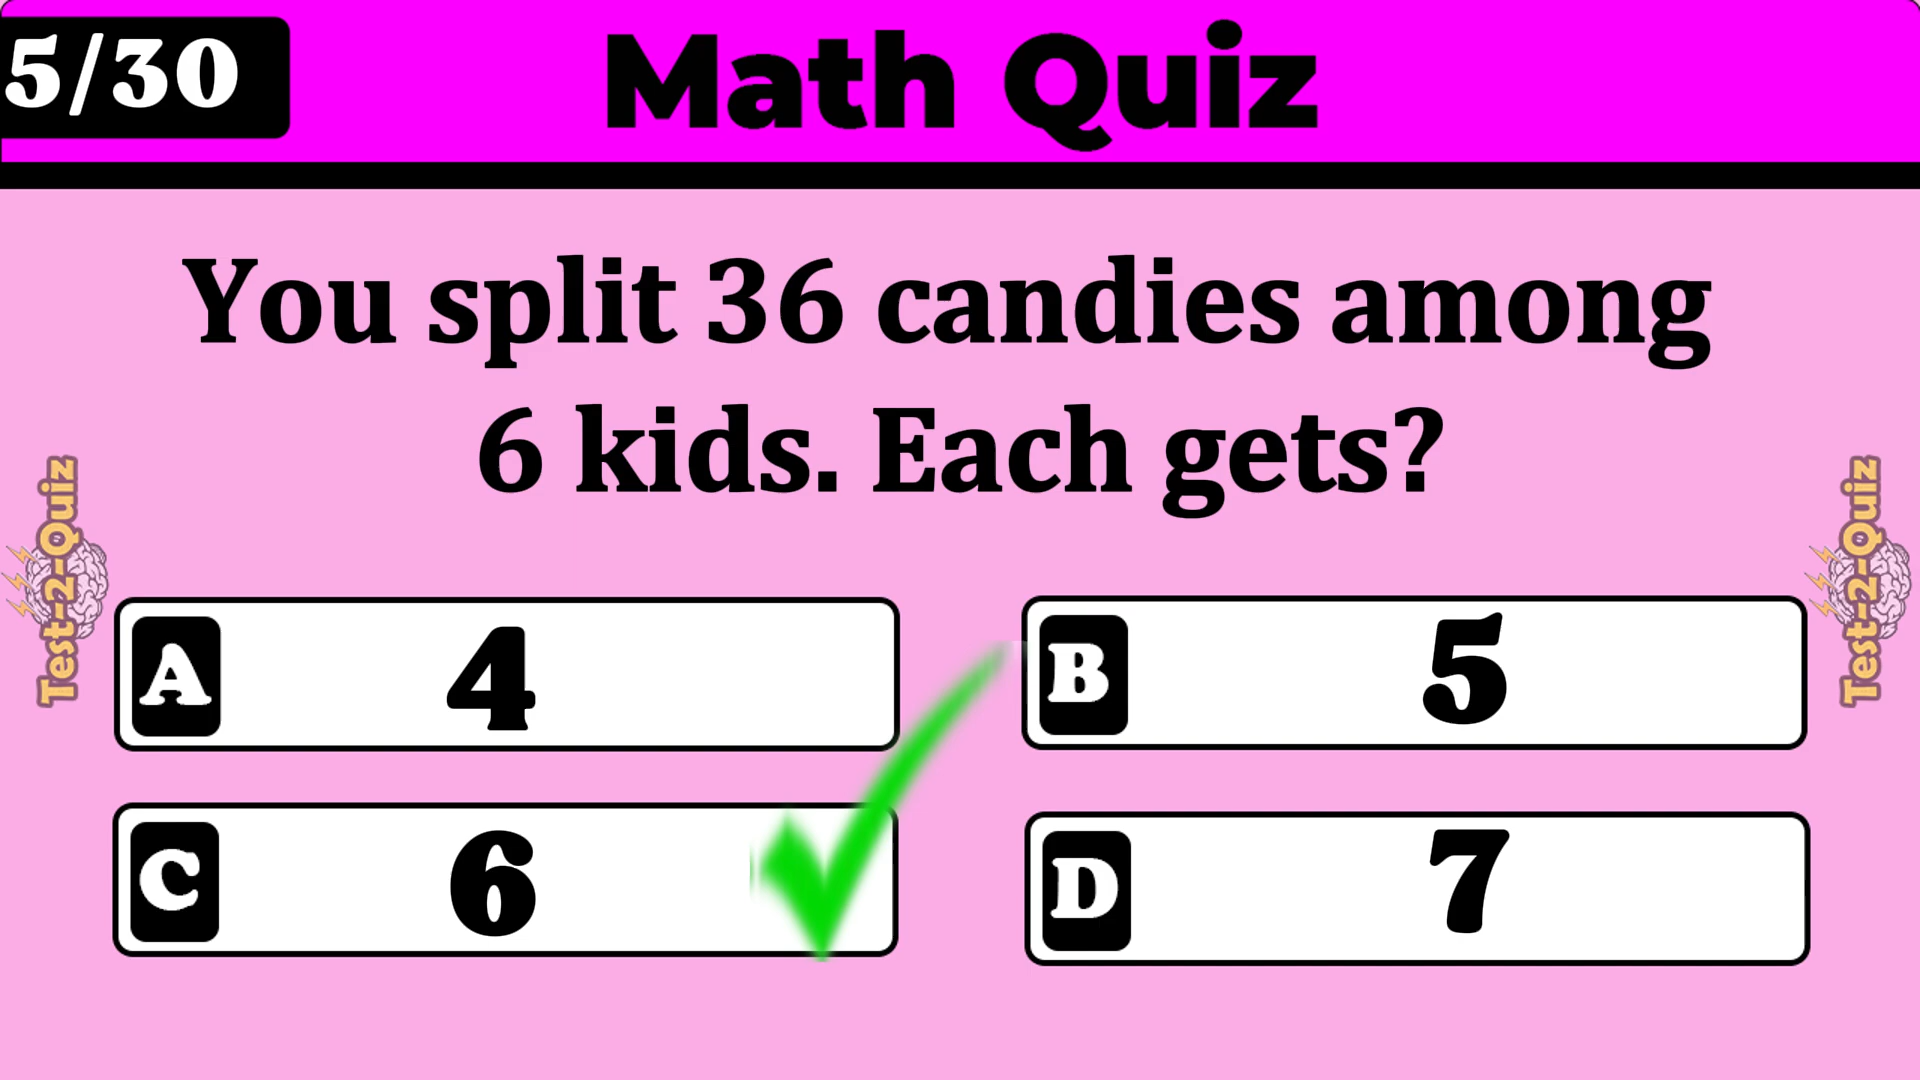 5/30
Math Quiz
You split 36 candies among
6 kids. Each gets?
Test-2-Quiz
Test-2-Quiz
A
4
B
5
C
6
D
7